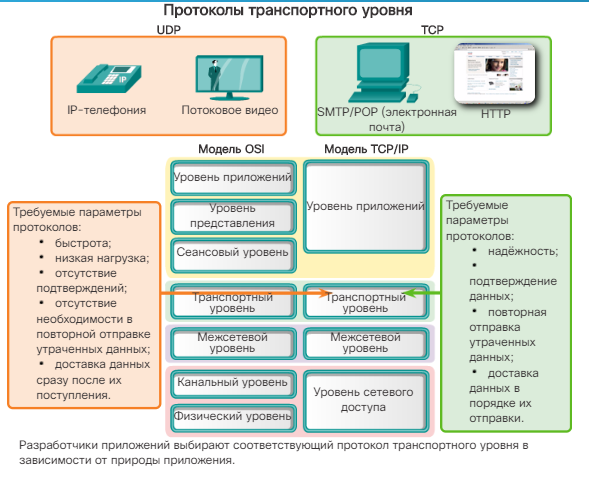 Протоколы транспортного уровня
UDP
TCP
IP
IP-телефония
Потоковое видео
SMTP/POP (электронная
почта)
HTTP
Модель OSI
Модель TCP/IP
Уровень приложений
Уровень
представления
Сеансовый уровень
Транспортный
уровень
Межсетевой
уровень
Канальный уровень
Физический уровень
Уровень приложений
Транспортный
уровень
Межсетевой
уровень
Уровень сетевого
доступа
Требуемые параметры
протоколов:
• быстрота;
• низкая нагрузка;
• отсутствие
подтверждений;
• отсутствие
необходимости в
повторной отправке
утраченных данных;
• доставка данных
сразу после их
поступления.
Требуемые
параметры
протоколов:
• надёжность;
•
подтверждение
данных;
• повторная
отправка
утраченных
данных;
• доставка
данных в
порядке их
отправки.
Разработчики приложений выбирают соответствующий протокол транспортного уровня в
зависимости от природы приложения.